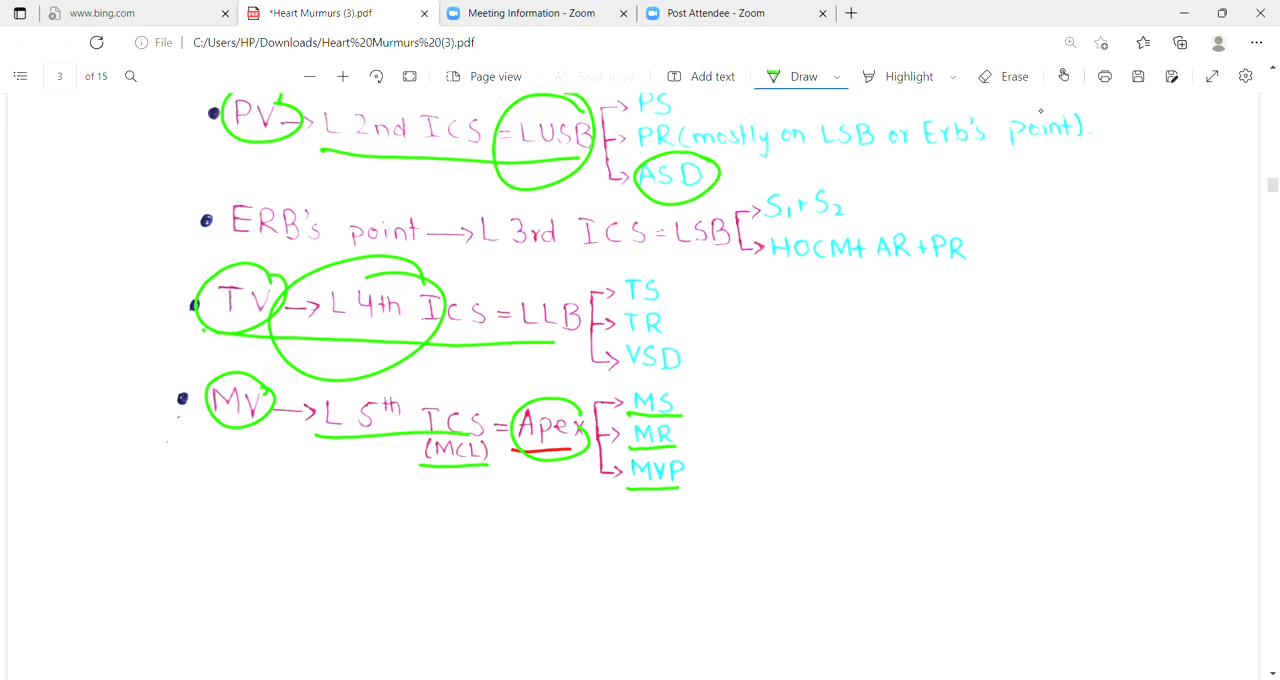 www.bing.com
*Heart Murmurs (3).pdf
Meeting Information - Zoom
Post Attendee - Zoom
File
C:/Users/HP/Downloads/Heart%20Murmurs%20(3).pdf
3 of 15
Page view
Read aloud
Add text
Draw
Highlight
Erase
PV → L 2nd ICS = LUSB
PS
PR (mostly on LSB or Erb's point).
ASD
ERB's point → L 3rd ICS = LSB
S₁ + S₂
HOCM + AR + PR
TV → L 4th ICS = LLB
TS
TR
VSD
MV → L 5th ICS = Apex
(MCL)
MS
MR
MVP